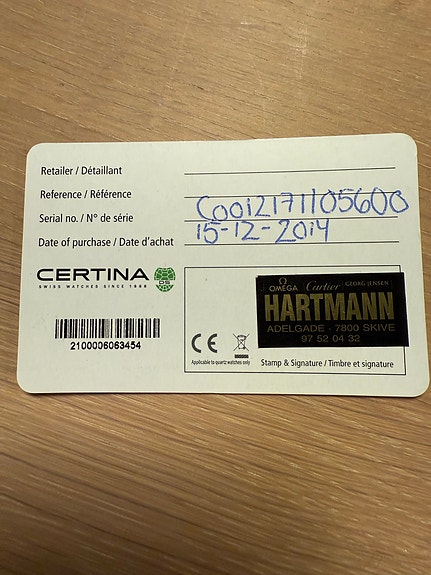 Retailer / Détaillant
Reference / Référence
C0012171105600
Serial no. / N° de série
15-12-2014
Date of purchase / Date d'achat
CERTINA DS
SWISS WATCHES SINCE 1888
2100006063454
CE
Applicable to quartz watches only
Ω OMEGA Cartier GEORG JENSEN
HARTMANN
ADELGADE - 7800 SKIVE
97 52 04 32
Stamp & Signature / Timbre et signature